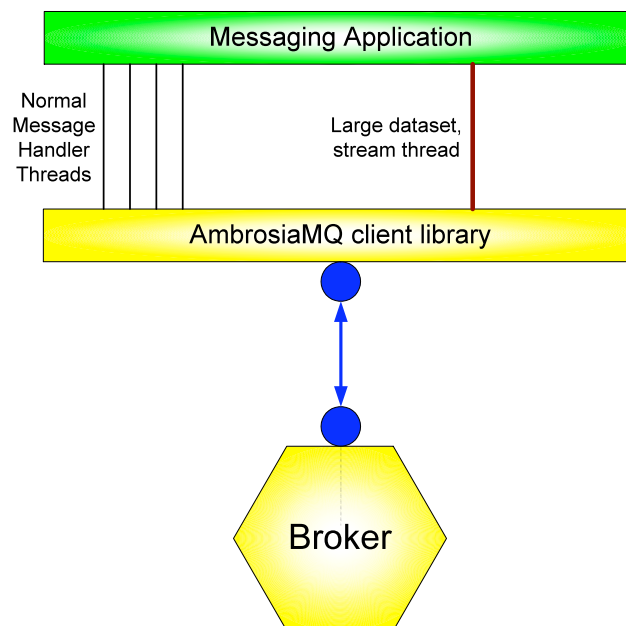 Messaging Application
Normal
Message
Handler
Threads
Large dataset,
stream thread
AmbrosiaMQ client library
Broker